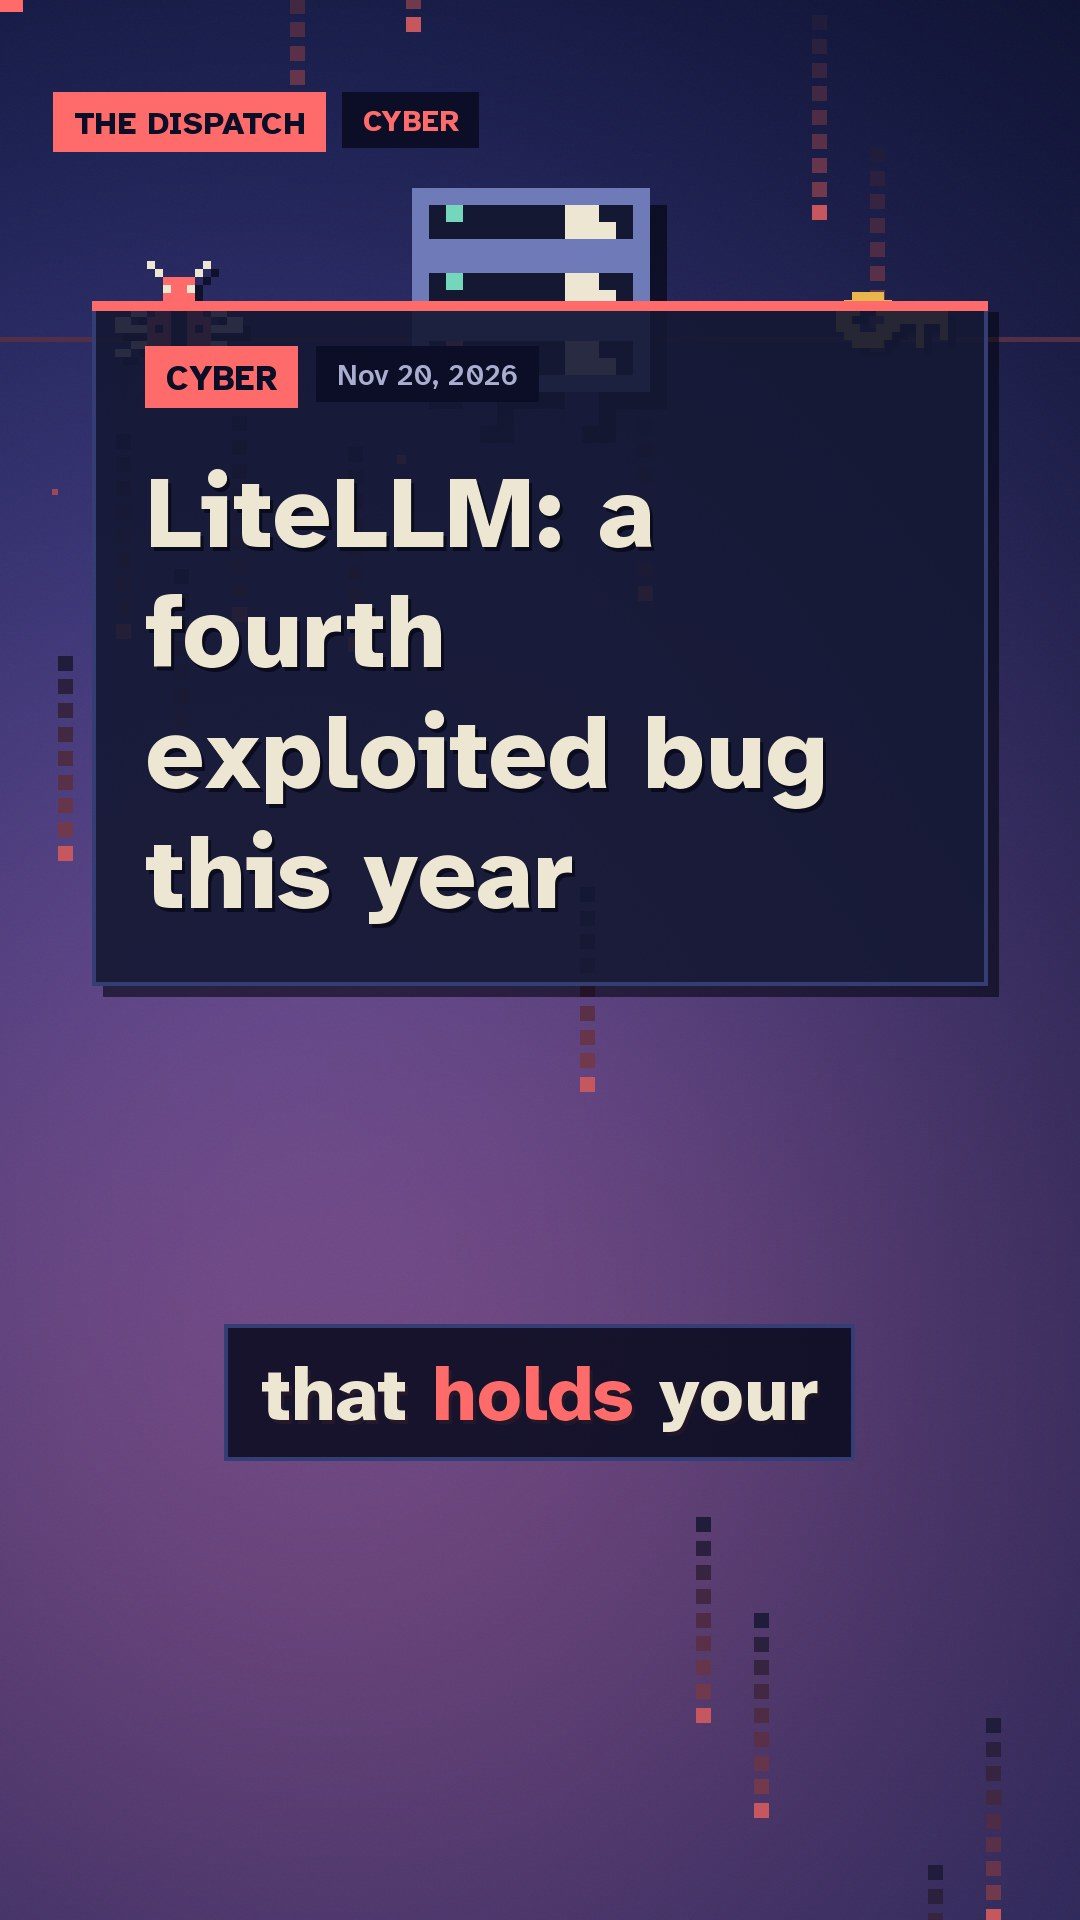 THE DISPATCH
CYBER
CYBER
Nov 20, 2026
LiteLLM: a
fourth
exploited bug
this year
that holds your